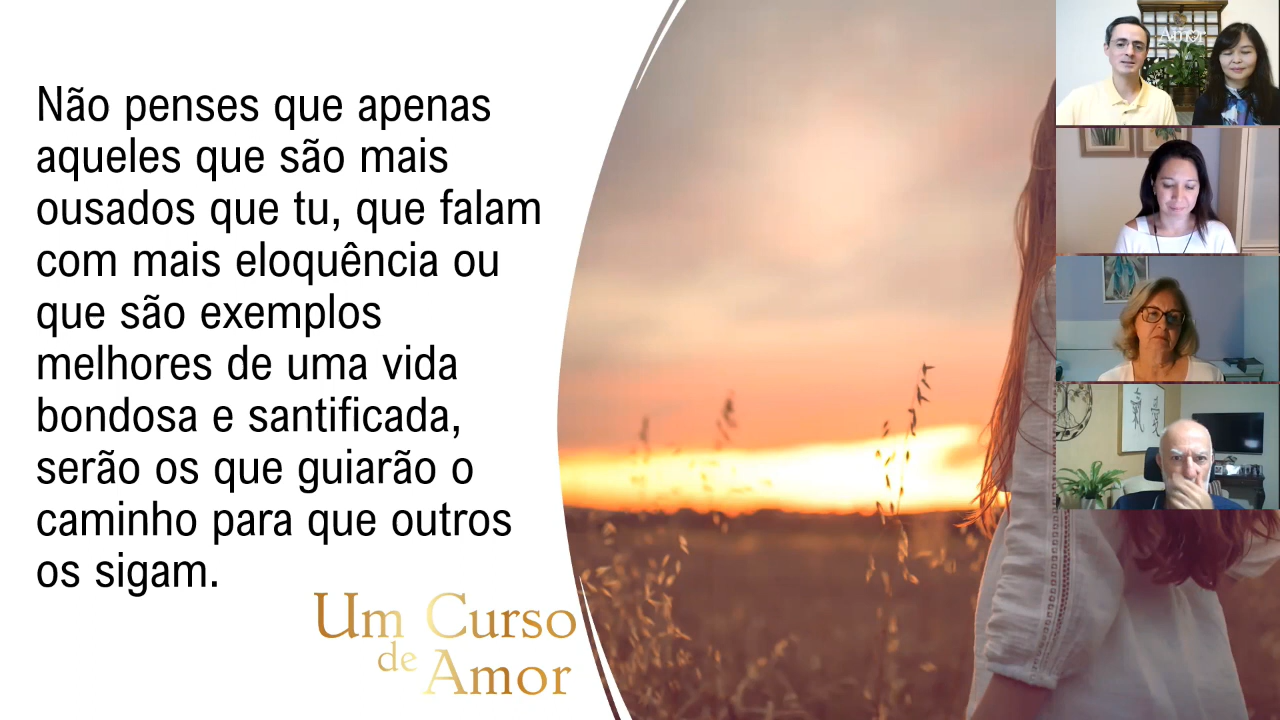 Não penses que apenas
aqueles que são mais
ousados que tu, que falam
com mais eloquência ou
que são exemplos
melhores de uma vida
bondosa e santificada,
serão os que guiarão o
caminho para que outros
os sigam.
Um Curso
de Amor
Amor